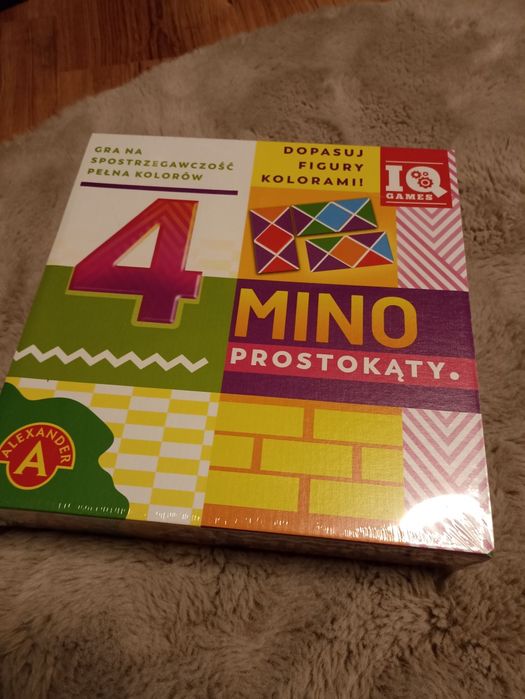 GRA NA
SPOSTRZEGAWCZOŚĆ
PEŁNA KOLORÓW
DOPASUJ
FIGURY
KOLORAMI!
IQ
GAMES
4
MINO
PROSTOKĄTY.
ALEXANDER
A